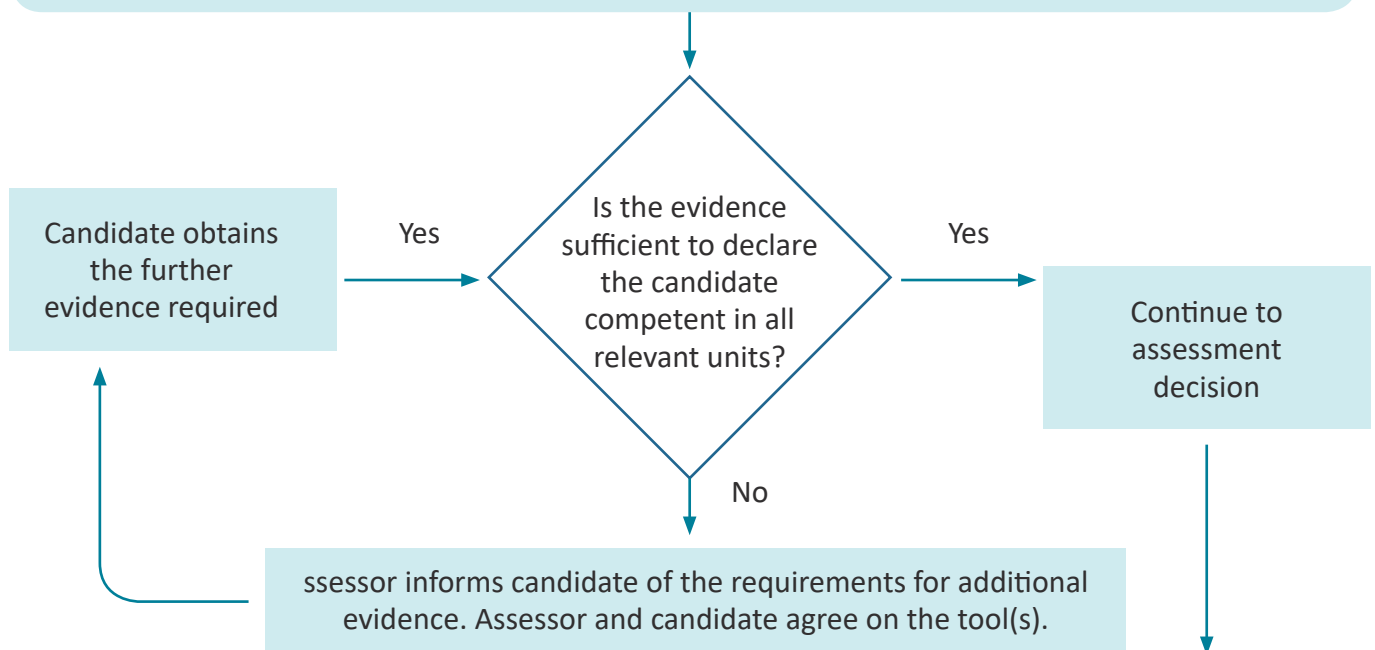 Is the evidence
sufficient to declare
the candidate
competent in all
relevant units?
Candidate obtains
the further
evidence required
Yes
Yes
Continue to
assessment
decision
No
ssessor informs candidate of the requirements for additional
evidence. Assessor and candidate agree on the tool(s).